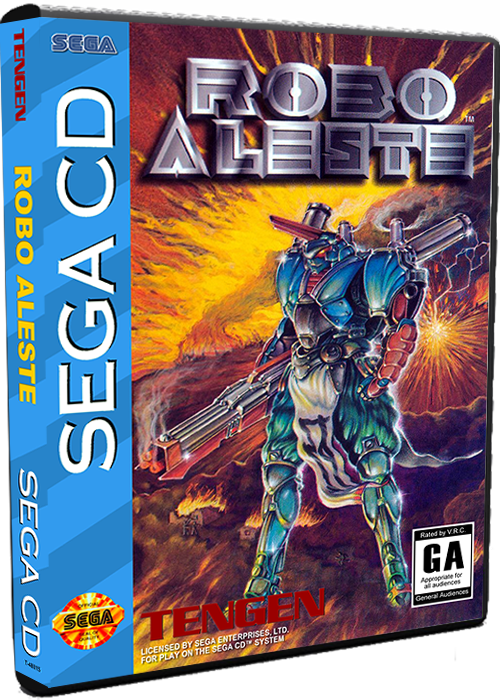 TENGEN
ROBO ALESTE
SEGA CD
SEGA
SEGA CD
ROBO
ALESTE
TM
Rated by V.R.C.
GA
Appropriate for
all audiences
General Audiences
TENGEN
LICENSED BY SEGA ENTERPRISES, LTD.
FOR PLAY ON THE SEGA CD™ SYSTEM
SEGA